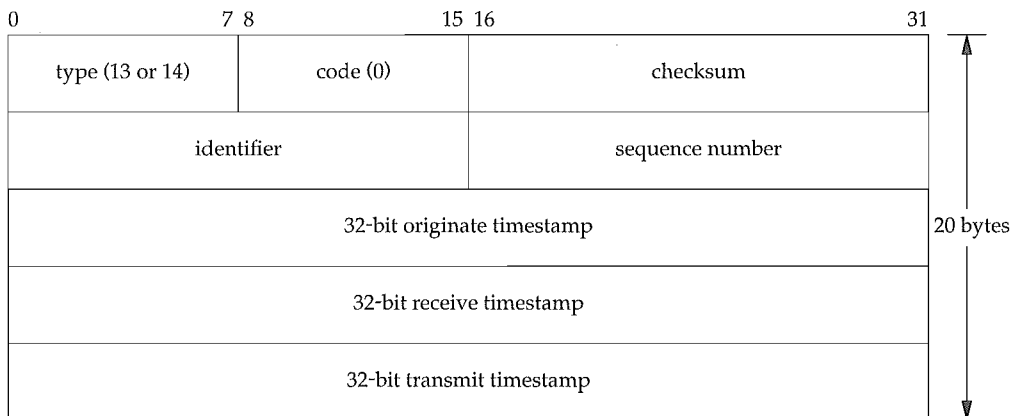 0 7 8 15 16 31
type (13 or 14) code (0) checksum
identifier sequence number
32-bit originate timestamp
20 bytes
32-bit receive timestamp
32-bit transmit timestamp